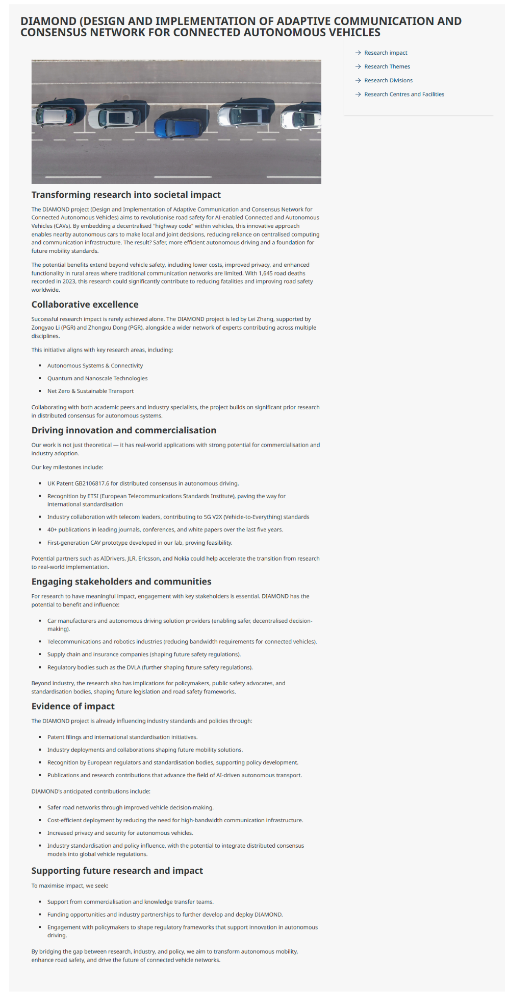 DIAMOND (DESIGN AND IMPLEMENTATION OF ADAPTIVE COMMUNICATION AND
CONSENSUS NETWORK FOR CONNECTED AUTONOMOUS VEHICLES
Research impact
Research Themes
Research Divisions
Research Centres and Facilities
Transforming research into societal impact
The DIAMOND project (Design and Implementation of Adaptive Communication and Consensus Network for
Connected Autonomous Vehicles) aims to revolutionise road safety for AI-enabled Connected and Autonomous
Vehicles (CAVs). By embedding a decentralised "highway code" within vehicles, this innovative approach
enables nearby autonomous cars to make local and joint decisions, reducing reliance on centralised computing
and communication infrastructure. The result? Safer, more efficient autonomous driving and a foundation for
future mobility standards.
The potential benefits extend beyond vehicle safety, including lower costs, improved privacy, and enhanced
functionality in rural areas where traditional communication networks are limited. With 1,645 road deaths
recorded in 2023, this research could significantly contribute to reducing fatalities and improving road safety
worldwide.
Collaborative excellence
Successful research impact is rarely achieved alone. The DIAMOND project is led by Lei Zhang, supported by
Zongyao Li (PGR) and Zhongxu Dong (PGR), alongside a wider network of experts contributing across multiple
disciplines.
This initiative aligns with key research areas, including:
▪ Autonomous Systems & Connectivity
▪ Quantum and Nanoscale Technologies
▪ Net Zero & Sustainable Transport
Collaborating with both academic peers and industry specialists, the project builds on significant prior research
in distributed consensus for autonomous systems.
Driving innovation and commercialisation
Our work is not just theoretical — it has real-world applications with strong potential for commercialisation and
industry adoption.
Our key milestones include:
▪ UK Patent GB2106817.6 for distributed consensus in autonomous driving.
▪ Recognition by ETSI (European Telecommunications Standards Institute), paving the way for
international standardisation
▪ Industry collaboration with telecom leaders, contributing to 5G V2X (Vehicle-to-Everything) standards
▪ 40+ publications in leading journals, conferences, and white papers over the last five years.
▪ First-generation CAV prototype developed in our lab, proving feasibility.
Potential partners such as AIDrivers, JLR, Ericsson, and Nokia could help accelerate the transition from research
to real-world implementation.
Engaging stakeholders and communities
For research to have meaningful impact, engagement with key stakeholders is essential. DIAMOND has the
potential to benefit and influence:
▪ Car manufacturers and autonomous driving solution providers (enabling safer, decentralised decision-
making).
▪ Telecommunications and robotics industries (reducing bandwidth requirements for connected vehicles).
▪ Supply chain and insurance companies (shaping future safety regulations).
▪ Regulatory bodies such as the DVLA (further shaping future safety regulations).
Beyond industry, the research also has implications for policymakers, public safety advocates, and
standardisation bodies, shaping future legislation and road safety frameworks.
Evidence of impact
The DIAMOND project is already influencing industry standards and policies through:
▪ Patent filings and international standardisation initiatives.
▪ Industry deployments and collaborations shaping future mobility solutions.
▪ Recognition by European regulators and standardisation bodies, supporting policy development.
▪ Publications and research contributions that advance the field of AI-driven autonomous transport.
DIAMOND's anticipated contributions include:
▪ Safer road networks through improved vehicle decision-making.
▪ Cost-efficient deployment by reducing the need for high-bandwidth communication infrastructure.
▪ Increased privacy and security for autonomous vehicles.
▪ Industry standardisation and policy influence, with the potential to integrate distributed consensus
models into global vehicle regulations.
Supporting future research and impact
To maximise impact, we seek:
▪ Support from commercialisation and knowledge transfer teams.
▪ Funding opportunities and industry partnerships to further develop and deploy DIAMOND.
▪ Engagement with policymakers to shape regulatory frameworks that support innovation in autonomous
driving.
By bridging the gap between research, industry, and policy, we aim to transform autonomous mobility,
enhance road safety, and drive the future of connected vehicle networks.